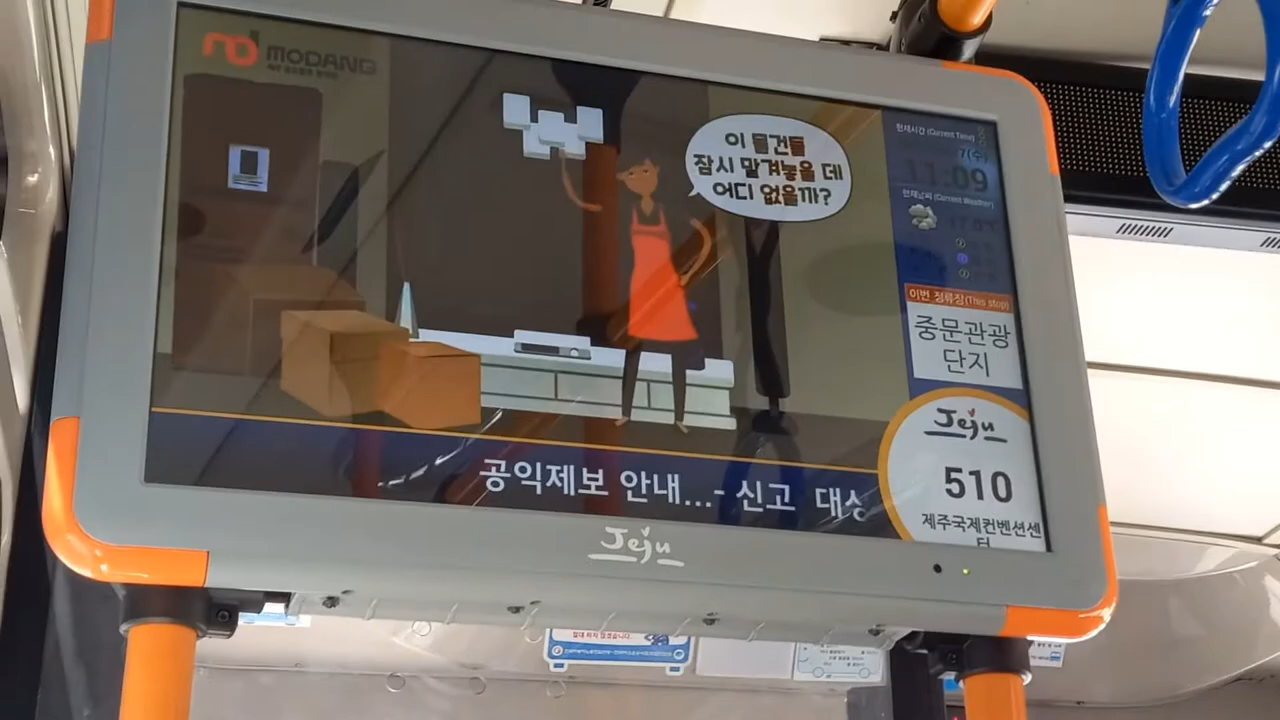 MODANG
이 물건들
잠시 맡겨놓을 데
어디 없을까?
현재시간 (Current Time)
7(수)
11:09
현재날씨 (Current Weather)
이번 정류장(This stop)
중문관광
단지
Jeju
510
제주국제컨벤션센
터
공익제보 안내...- 신고 대상
Jeju